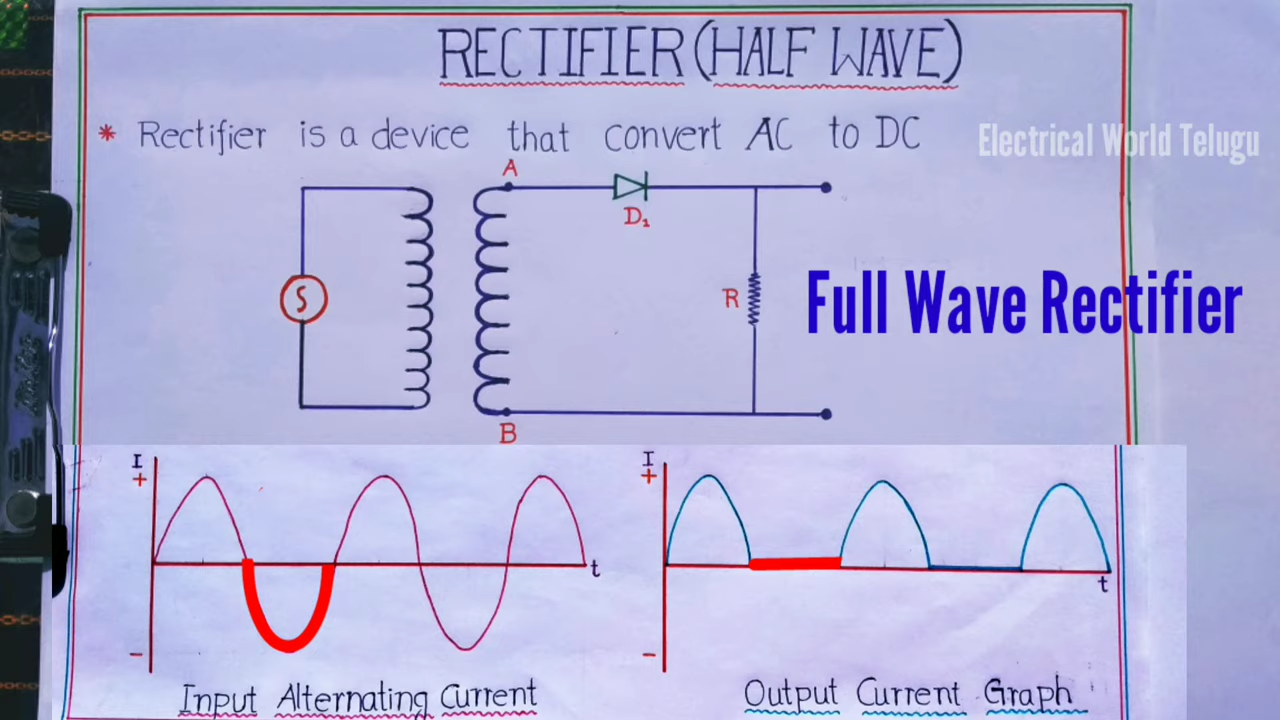 RECTIFIER (HALF WAVE)
* Rectifier is a device that convert AC to DC
Electrical World Telugu
A
D₁
S
R
Full Wave Rectifier
B
I
+
t
-
Input Alternating Current
I
+
t
-
Output Current Graph